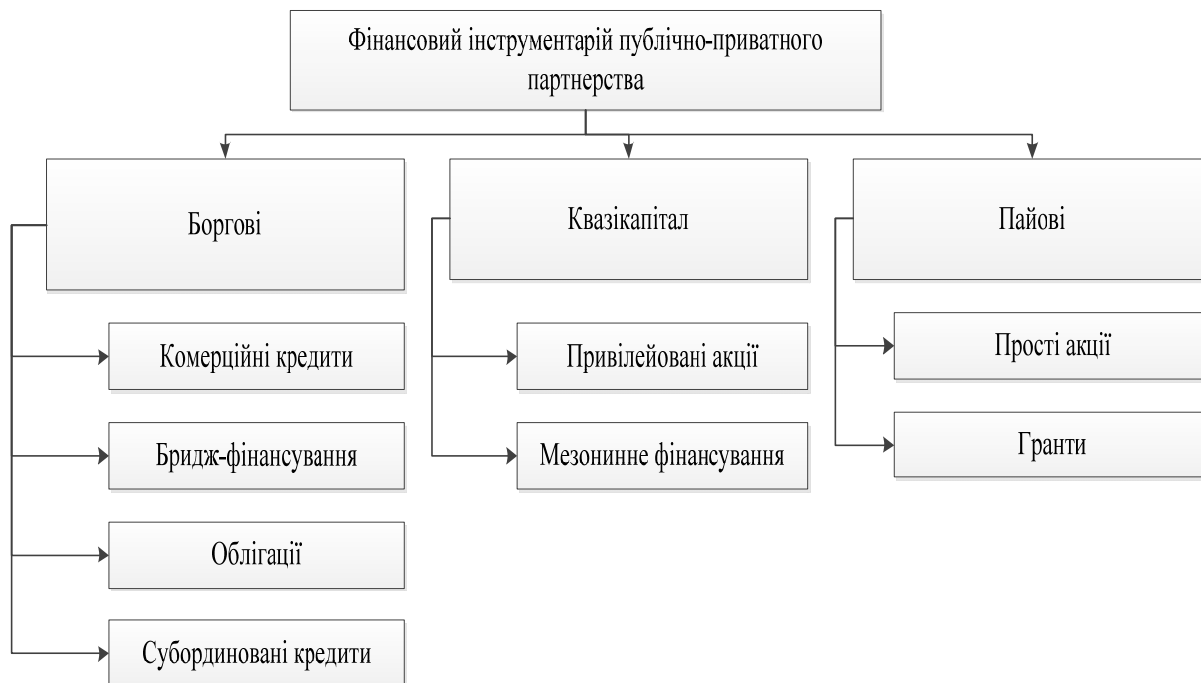 Фінансовий інструментарій публічно-приватного
партнерства
Боргові
Комерційні кредити
Бридж-фінансування
Облігації
Субординовані кредити
Квазікапітал
Привілейовані акції
Мезонинне фінансування
Пайові
Прості акції
Гранти